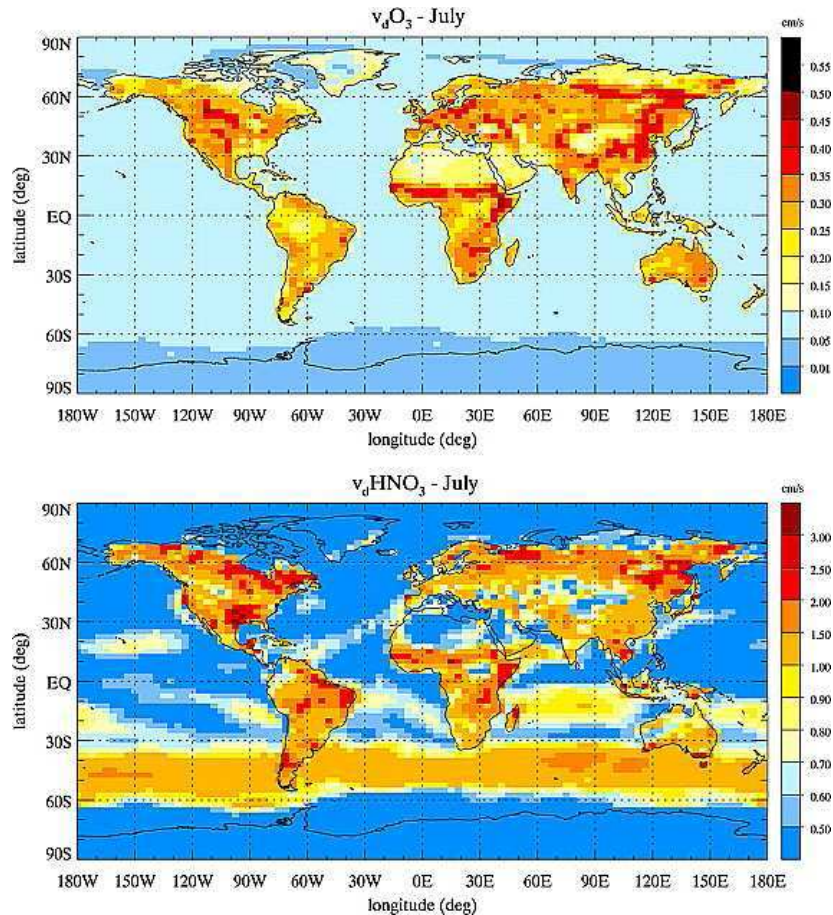 v_dO_3 - July
cm/s
90N
60N
30N
EQ
30S
60S
90S
latitude (deg)
0.55
0.50
0.45
0.40
0.35
0.30
0.25
0.20
0.15
0.10
0.05
0.01
180W 150W 120W 90W 60W 30W 0E 30E 60E 90E 120E 150E 180E
longitude (deg)
v_dHNO_3 - July
cm/s
90N
60N
30N
EQ
30S
60S
90S
latitude (deg)
3.00
2.50
2.00
1.50
1.00
0.90
0.80
0.70
0.60
0.50
180W 150W 120W 90W 60W 30W 0E 30E 60E 90E 120E 150E 180E
longitude (deg)